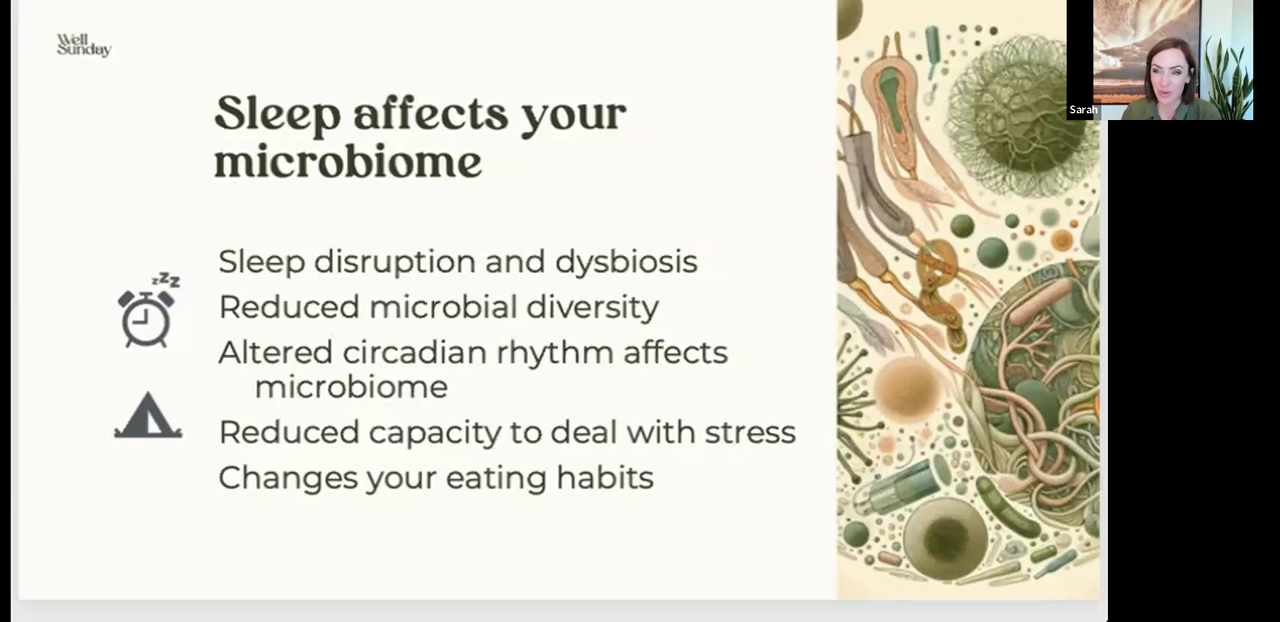 Well
Sunday
Sleep affects your
microbiome
zzZ
Sleep disruption and dysbiosis
Reduced microbial diversity
Altered circadian rhythm affects
microbiome
Reduced capacity to deal with stress
Changes your eating habits
Sarah